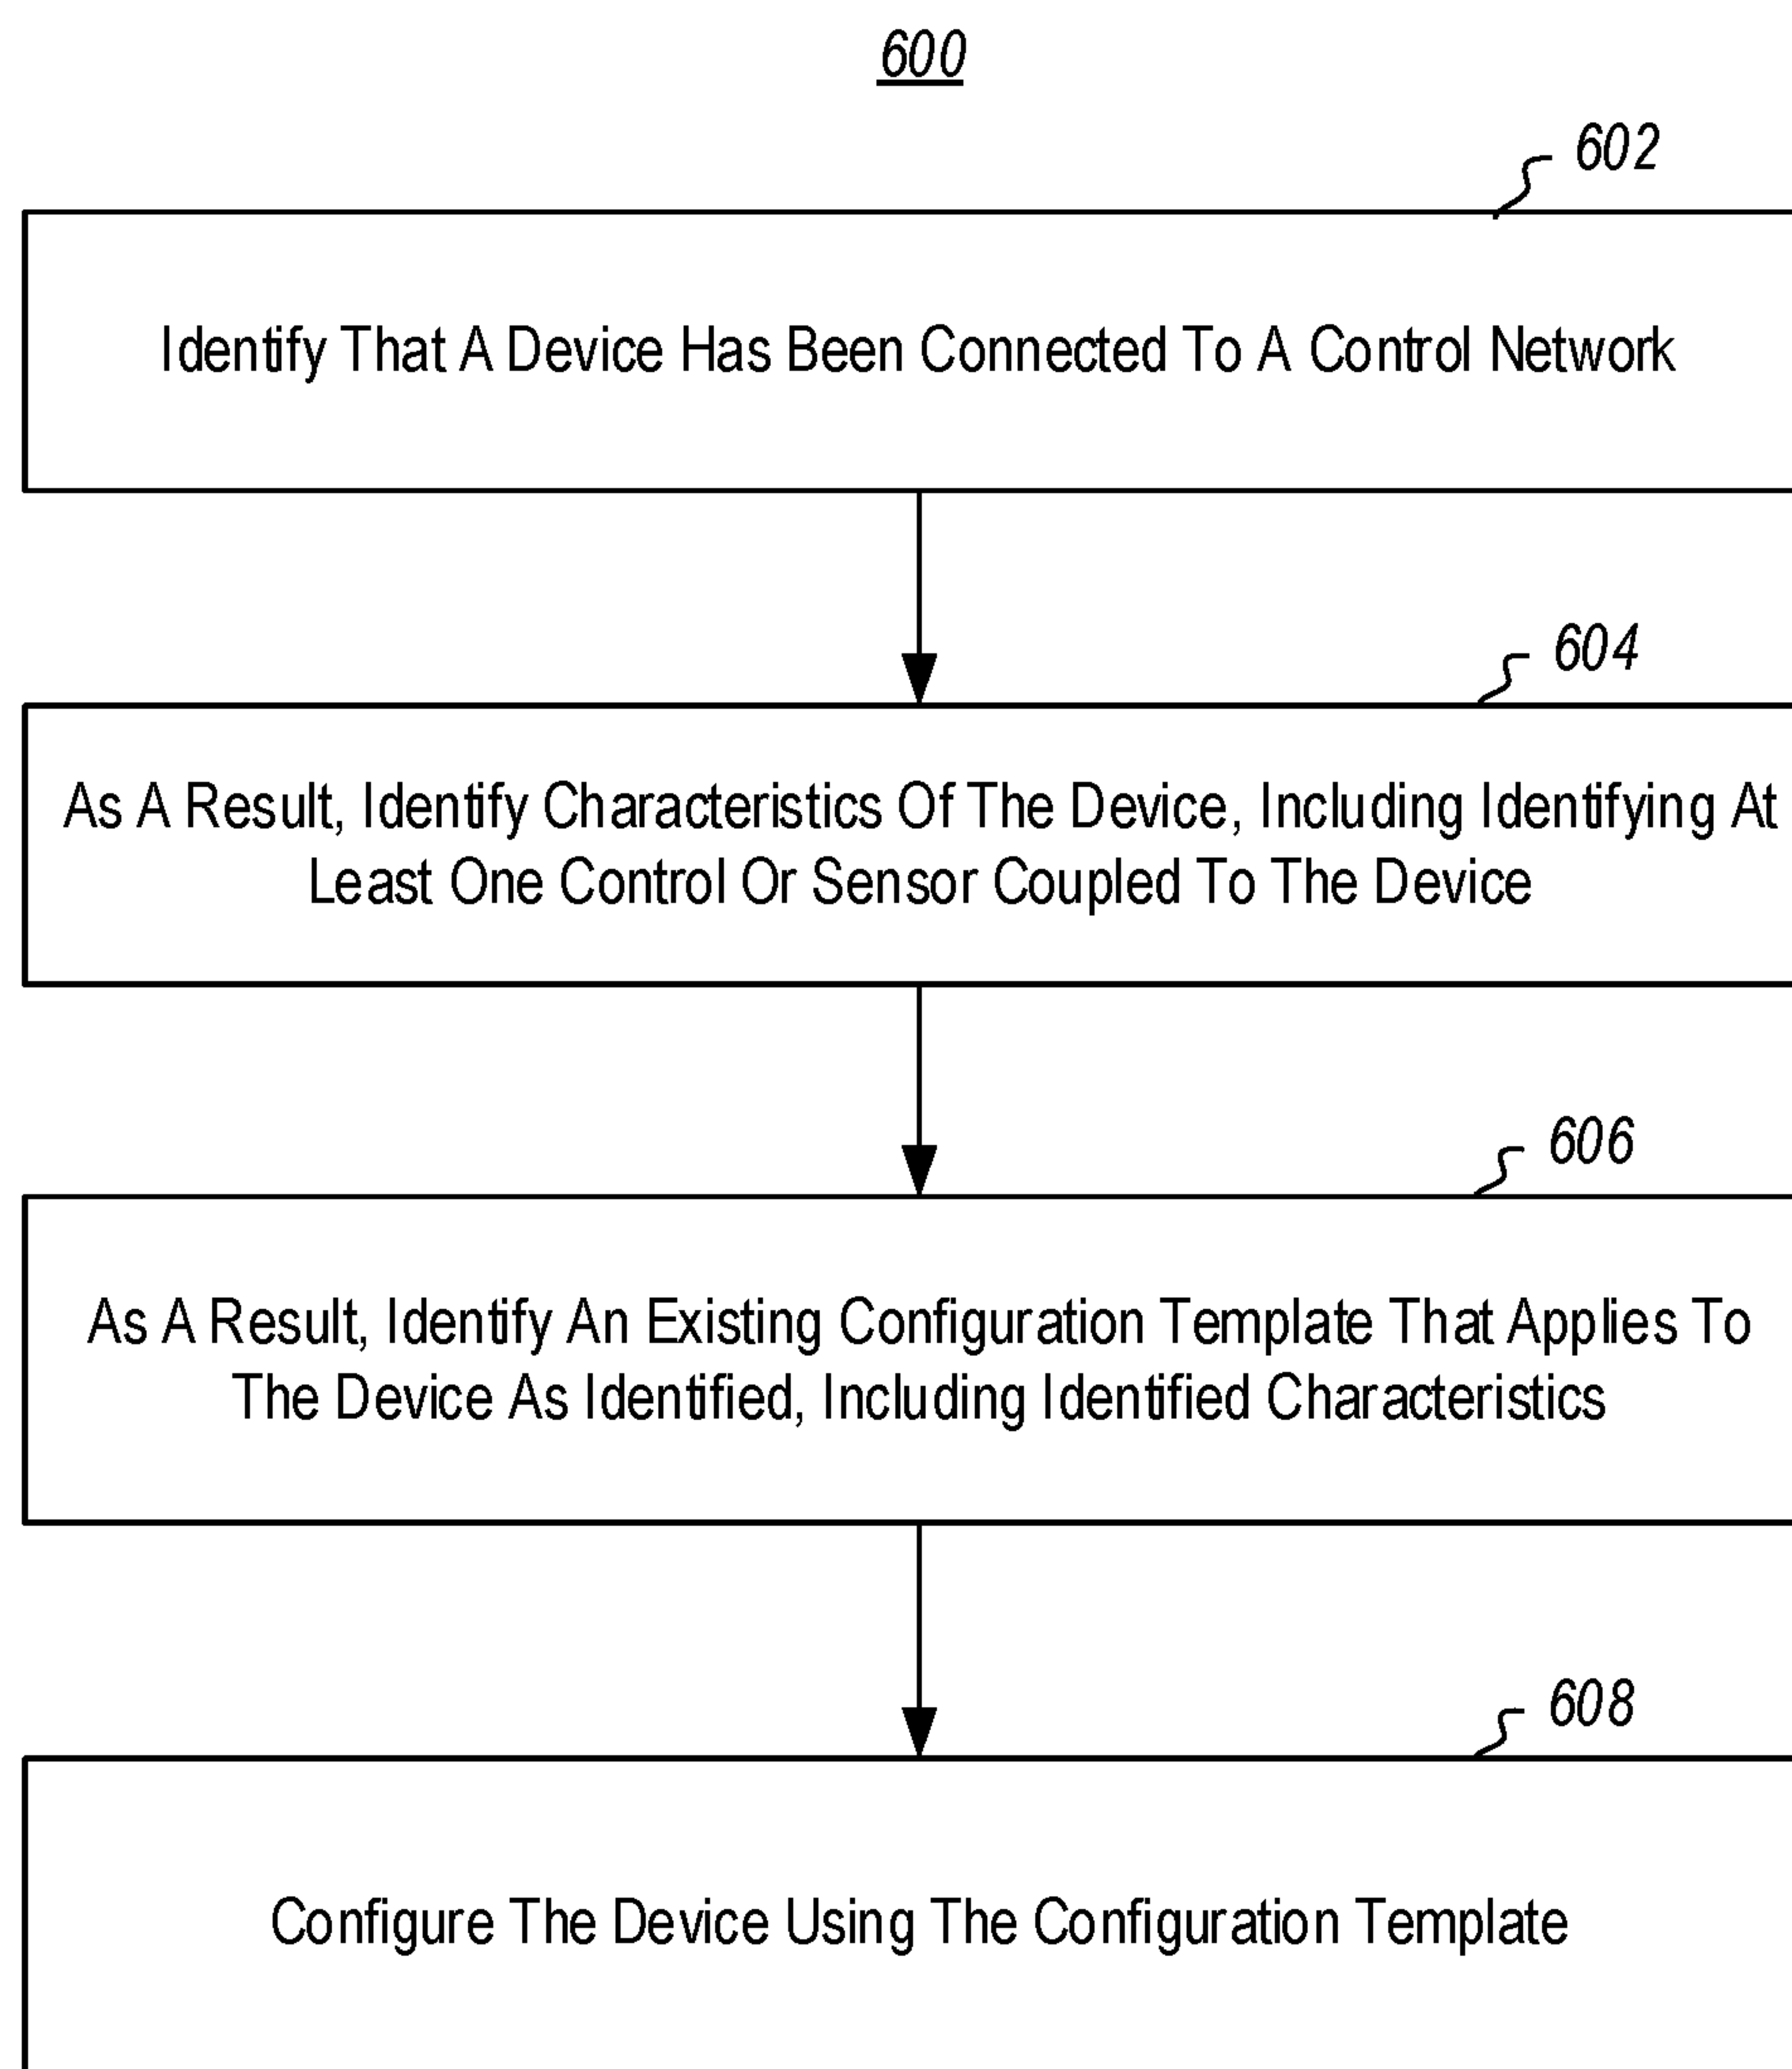 600
602
Identify That A Device Has Been Connected To A Control Network
604
As A Result, Identify Characteristics Of The Device, Including Identifying At
Least One Control Or Sensor Coupled To The Device
606
As A Result, Identify An Existing Configuration Template That Applies To
The Device As Identified, Including Identified Characteristics
608
Configure The Device Using The Configuration Template